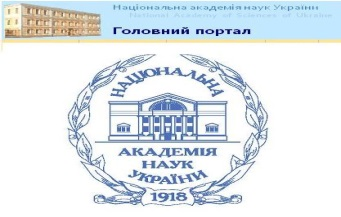 Національна академія наук України
National Academy of Sciences of Ukraine
Головний портал
НАЦІОНАЛЬНА
АКАДЕМІЯ
НАУК
УКРАЇНИ
1918